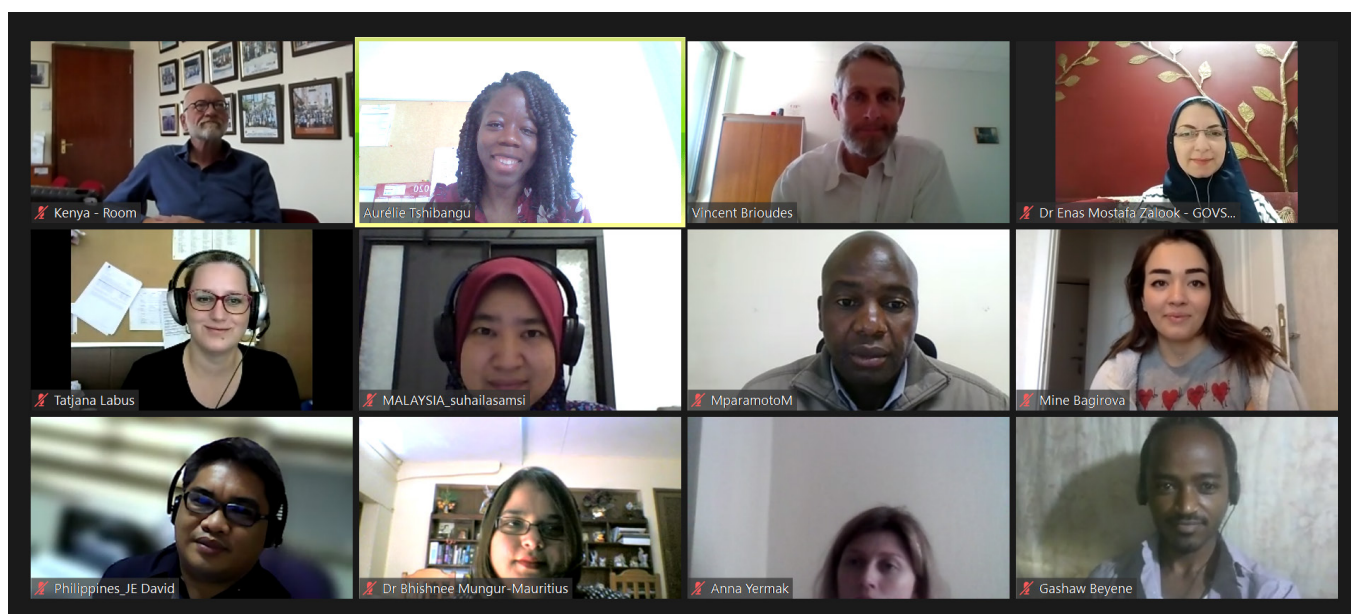 Kenya - Room
Aurélie Tshibangu
Vincent Brioudes
Dr Enas Mostafa Zalook - GOVS...
Tatjana Labus
MALAYSIA_suhailasamsi
MparamotoM
Mine Bagirova
Philippines_JE David
Dr Bhishnee Mungur-Mauritius
Anna Yermak
Gashaw Beyene